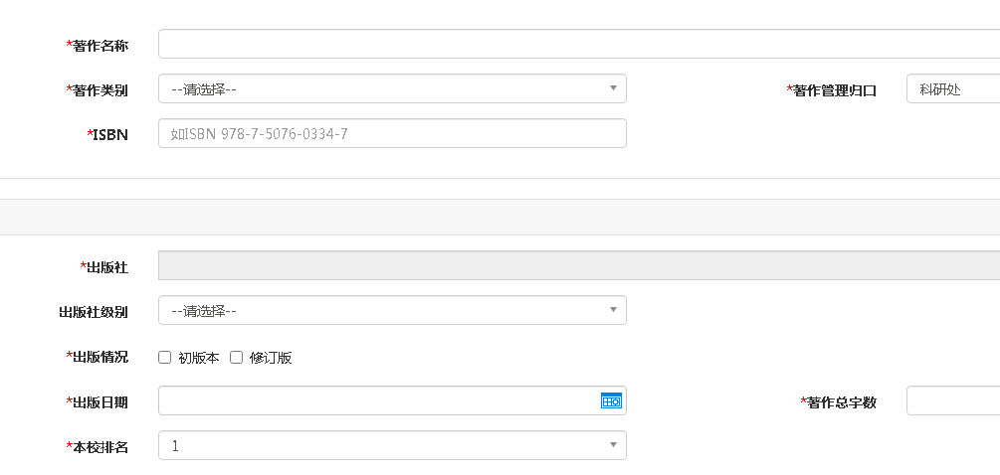 *著作名称
*著作类别 --请选择-- *著作管理归口 科研处
*ISBN 如ISBN 978-7-5076-0334-7
*出版社
出版社级别 --请选择--
*出版情况 初版本 修订版
*出版日期 *著作总字数
*本校排名 1